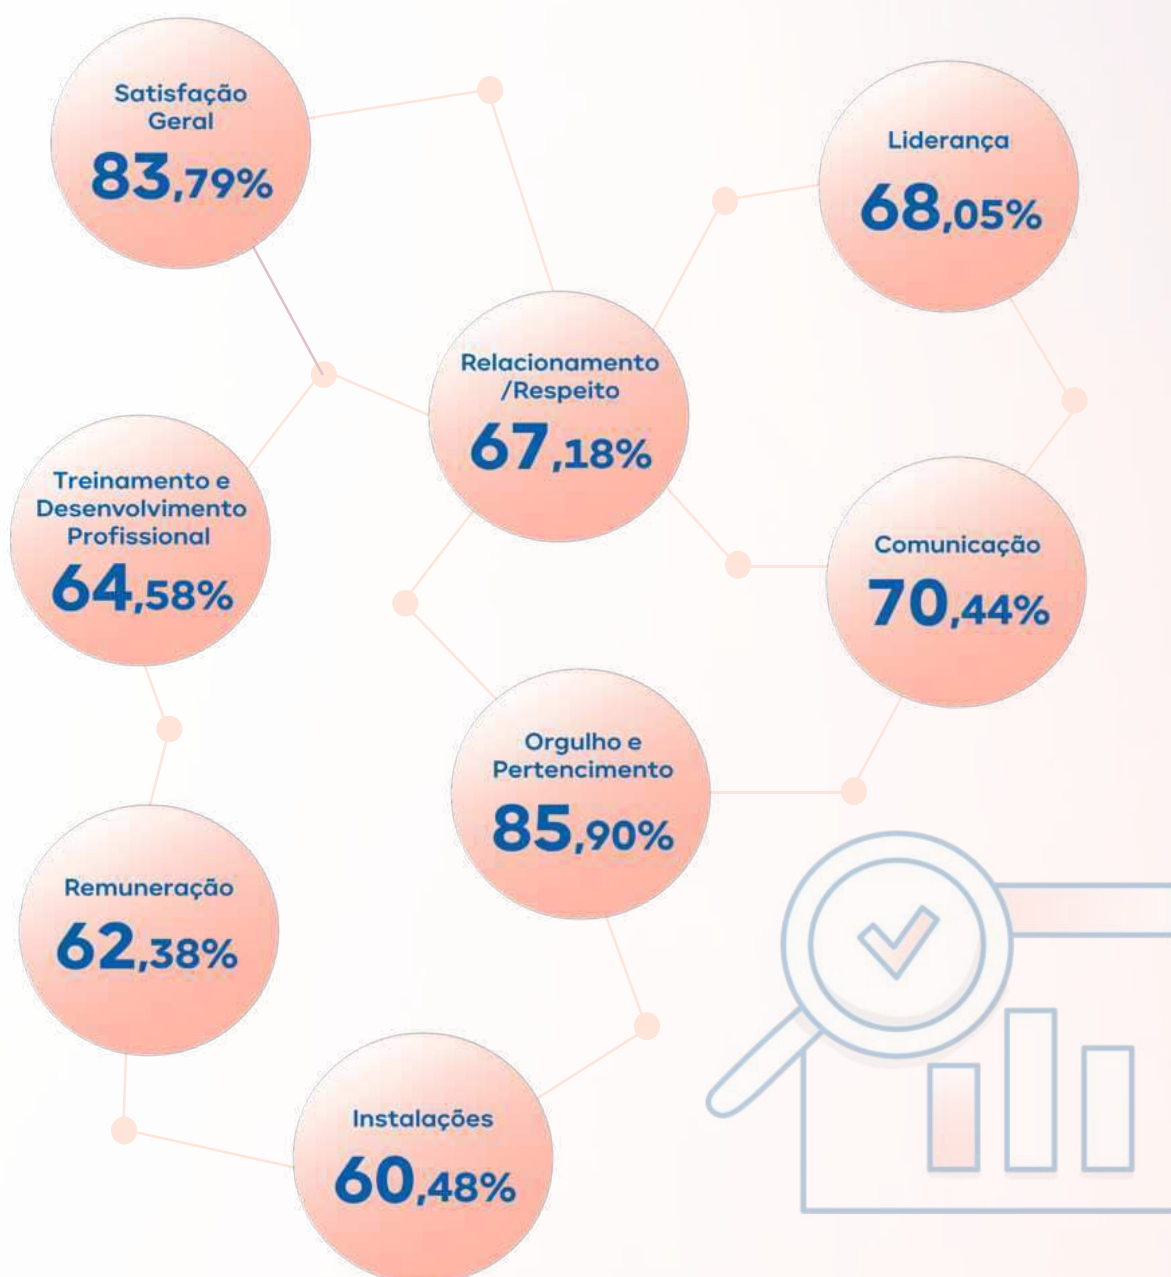 Satisfação
Geral
83,79%
Liderança
68,05%
Relacionamento
/Respeito
67,18%
Treinamento e
Desenvolvimento
Profissional
64,58%
Comunicação
70,44%
Orgulho e
Pertencimento
85,90%
Remuneração
62,38%
Instalações
60,48%